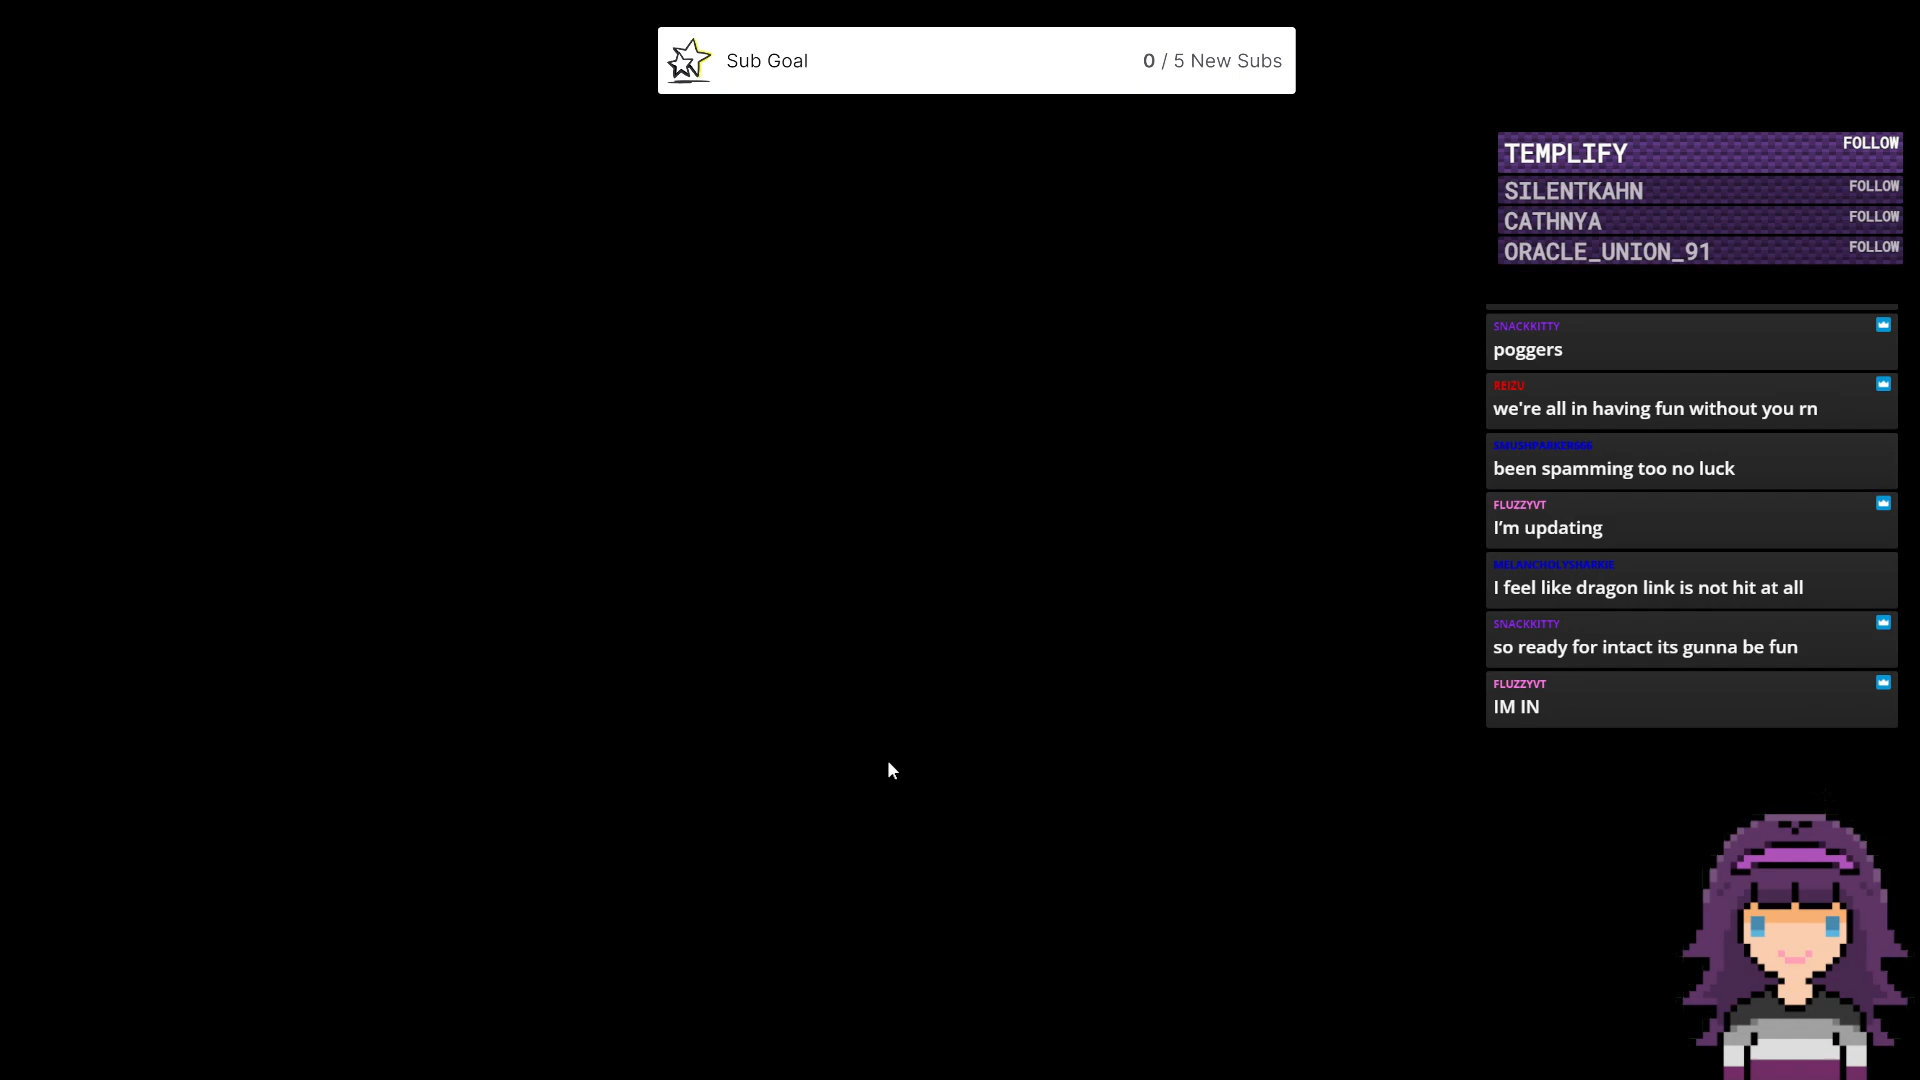 Sub Goal
0 / 5 New Subs
TEMPLIFY FOLLOW
SILENTKAHN FOLLOW
CATHNYA FOLLOW
ORACLE_UNION_91 FOLLOW
SNACKKITTY
poggers
REIZU
we're all in having fun without you rn
SMUSHPARKER666
been spamming too no luck
FLUZZYVT
I'm updating
MELANCHOLYSHARKIE
I feel like dragon link is not hit at all
SNACKKITTY
so ready for intact its gunna be fun
FLUZZYVT
IM IN